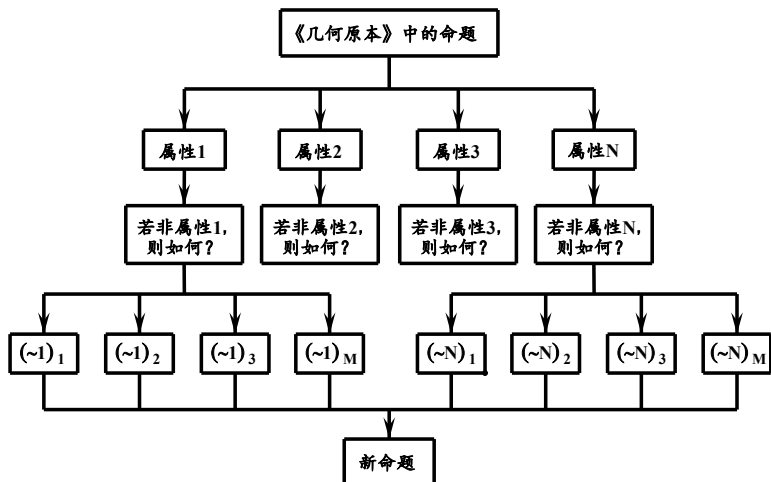 《几何原本》中的命题
属性1
属性2
属性3
属性N
若非属性1,
则如何?
若非属性2,
则如何?
若非属性3,
则如何?
若非属性N,
则如何?
(~1)1
(~1)2
(~1)3
(~1)M
(~N)1
(~N)2
(~N)3
(~N)M
新命题